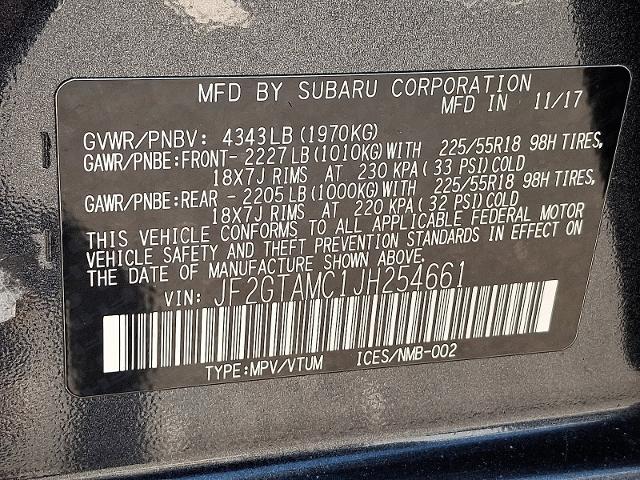 MFD BY SUBARU CORPORATION
MFD IN 11/17
GVWR/PNBV: 4343LB(1970KG)
GAWR/PNBE:FRONT-2227LB(1010KG)WITH 225/55R18 98H TIRES,
18X7J RIMS AT 230 KPA(33 PSI)COLD
GAWR/PNBE:REAR -2205LB(1000KG)WITH 225/55R18 98H TIRES,
18X7J RIMS AT 220 KPA(32 PSI)COLD
THIS VEHICLE CONFORMS TO ALL APPLICABLE FEDERAL MOTOR
VEHICLE SAFETY AND THEFT PREVENTION STANDARDS IN EFFECT ON
THE DATE OF MANUFACTURE SHOWN ABOVE.
VIN: JF2GTAMC1JH254661
TYPE:MPV/VTUM ICES/NMB-002